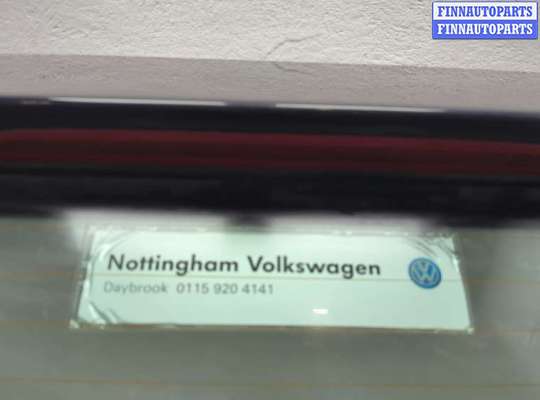 FINNAUTOPARTS
FINNAUTOPARTS
Nottingham Volkswagen
Daybrook 0115 920 4141